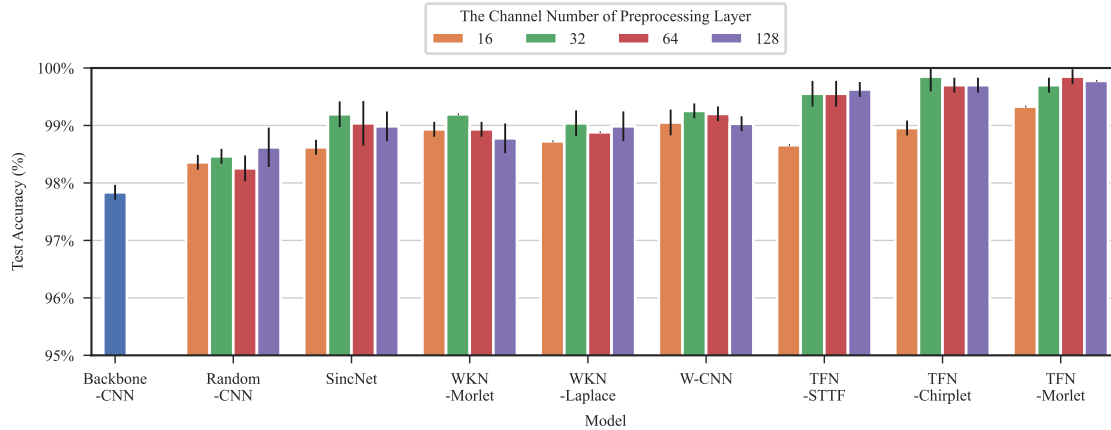 The Channel Number of Preprocessing Layer
16 32 64 128
100%
99%
98%
97%
96%
95%
Test Accuracy (%)
Backbone
-CNN
Random
-CNN
SincNet
WKN
-Morlet
WKN
-Laplace
W-CNN
TFN
-STTF
TFN
-Chirplet
TFN
-Morlet
Model